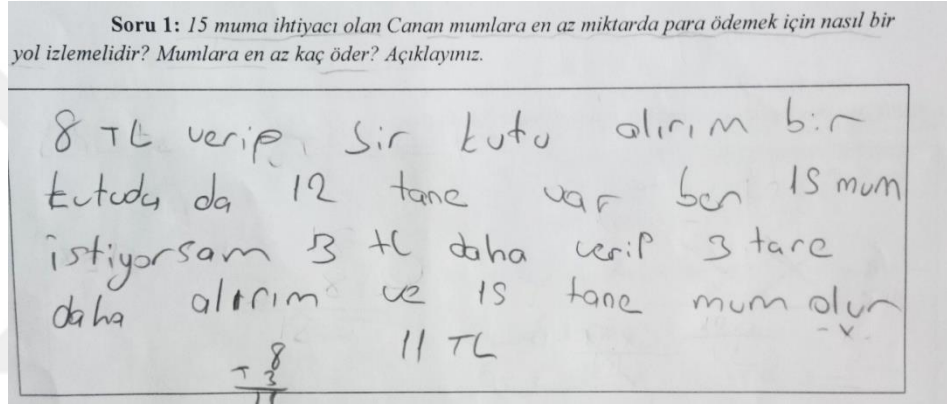 Soru 1: 15 muma ihtiyacı olan Canan mumlara en az miktarda para ödemek için nasıl bir
yol izlemelidir? Mumlara en az kaç öder? Açıklayınız.
8 TL verip bir kutu alırım bir
kutuda da 12 tane var ben 15 mum
istiyorsam 3 tL daha verip 3 tane
daha alırım ve 15 tane mum olur
8 11 TL
+ 3
11